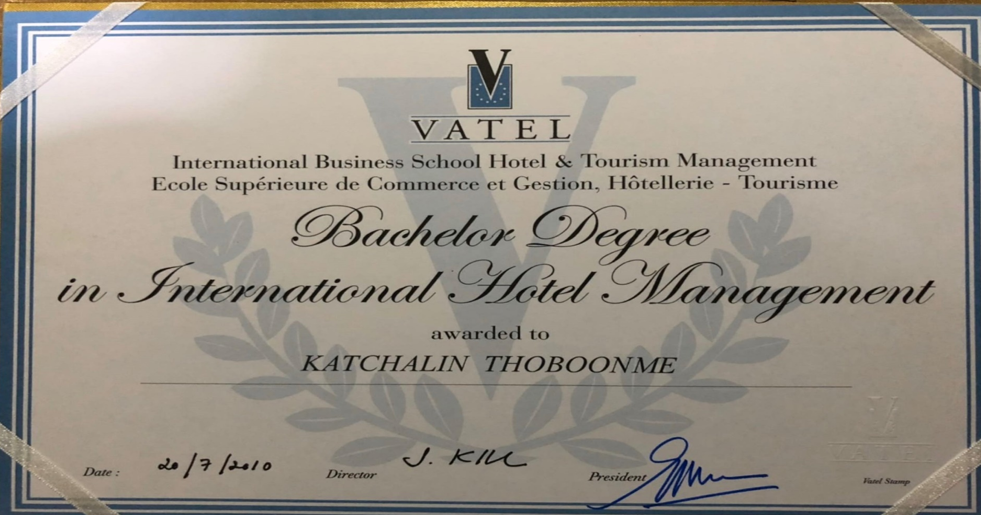 VATEL
International Business School Hotel & Tourism Management
Ecole Supérieure de Commerce et Gestion, Hôtellerie - Tourisme
Bachelor Degree
in International Hotel Management
awarded to
KATCHALIN THOBOONME
Date : 20/7/2010 Director J. KILL President Vatel Stamp